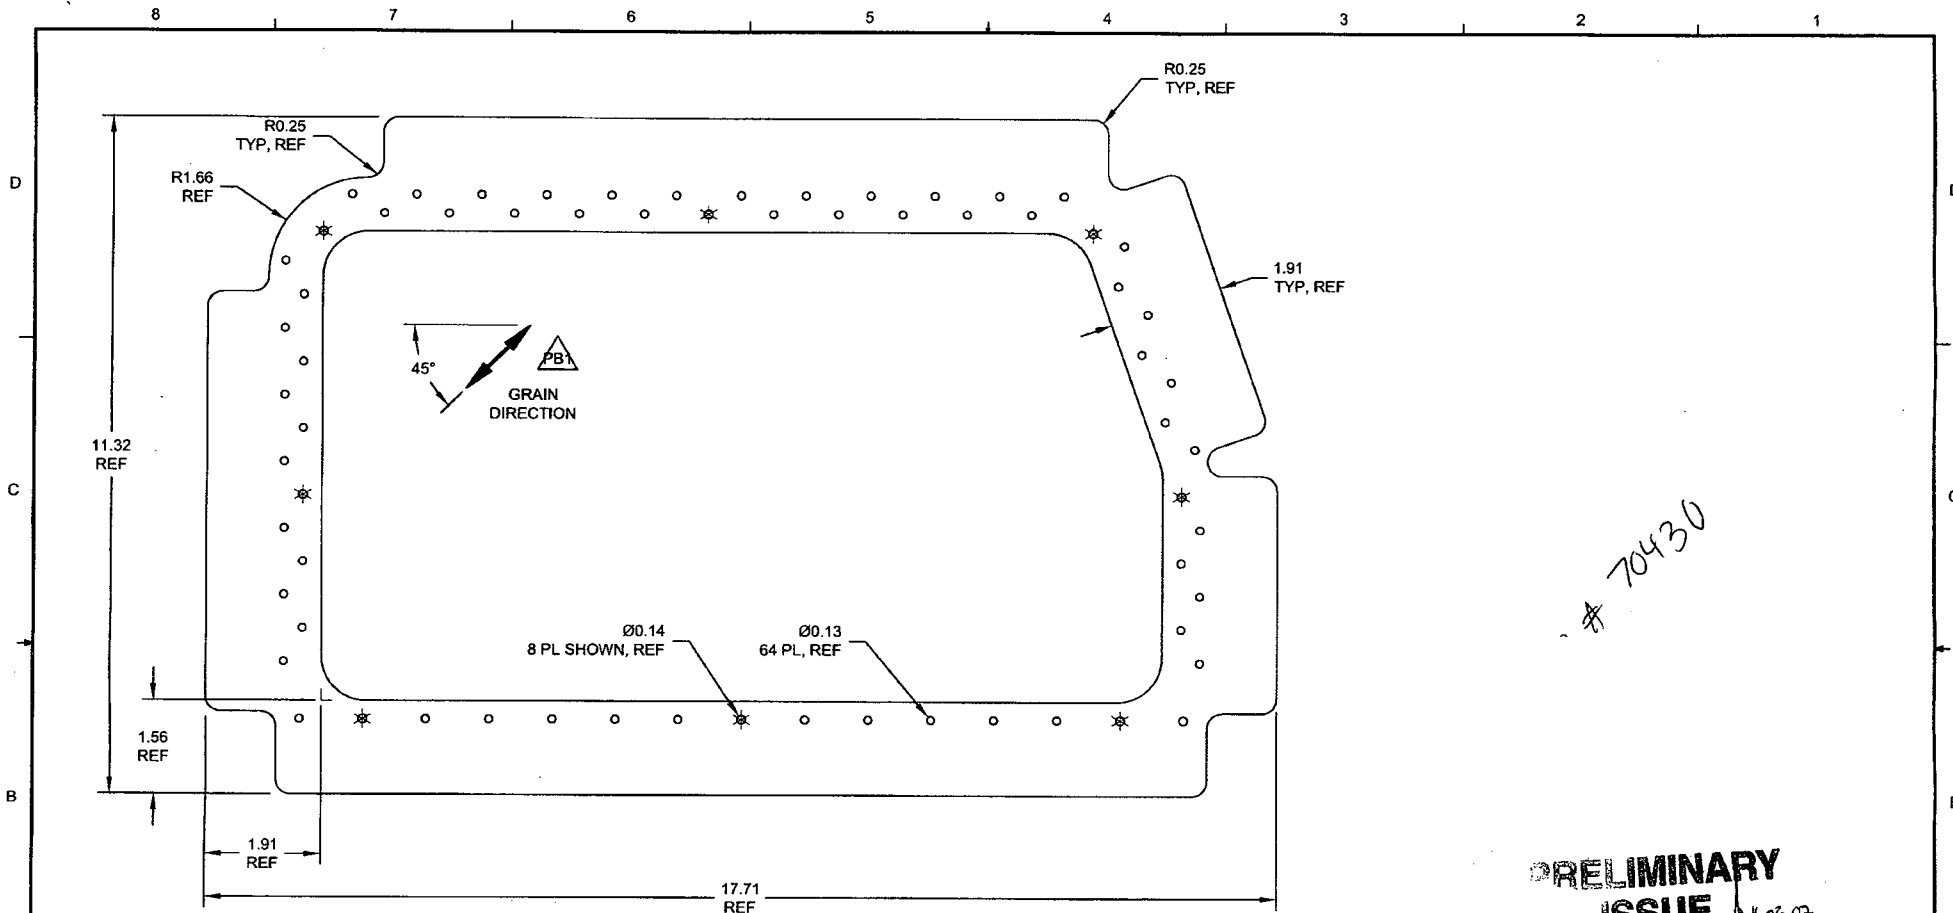 8 7 6 5 4 3 2 1
R0.25
TYP, REF
R0.25
TYP, REF
D
R1.66
REF
1.91
TYP, REF
45°
PB1
GRAIN
DIRECTION
11.32
REF
C
# 70430
Ø0.14
8 PL SHOWN, REF
Ø0.13
64 PL, REF
1.56
REF
B
1.91
REF
17.71
REF
PRELIMINARY
ISSUE